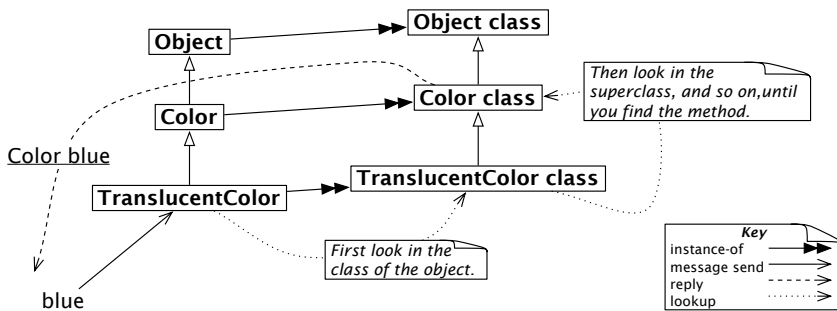 Object class
Object
Then look in the
superclass, and so on,until
you find the method.
Color class
Color
Color blue
TranslucentColor class
TranslucentColor
First look in the
class of the object.
blue
Key
instance-of
message send
reply
lookup